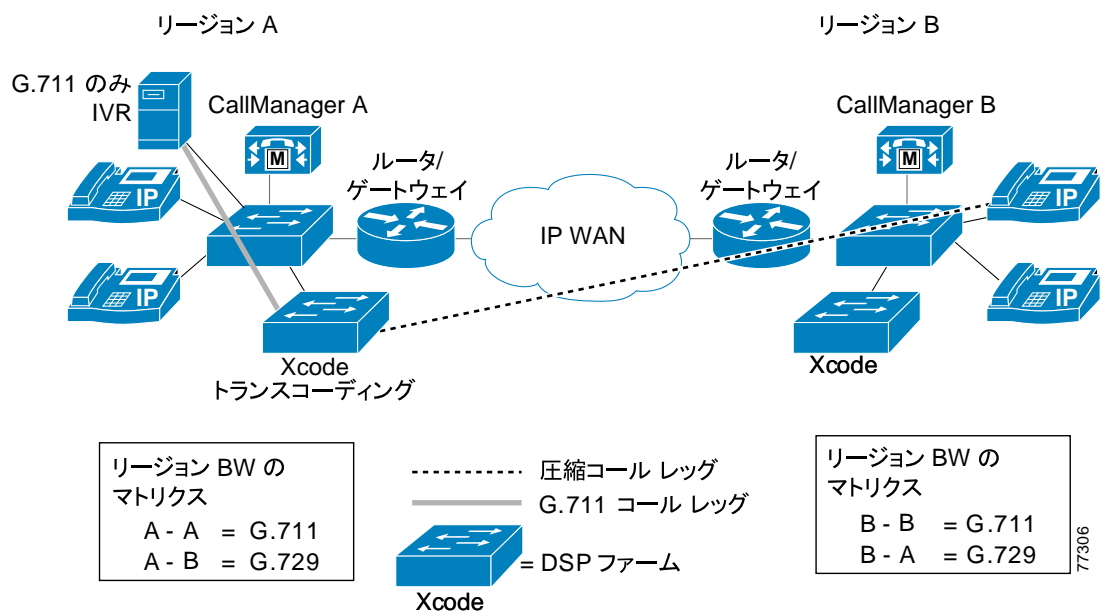 リージョン A
リージョン B
G.711 のみ
IVR
CallManager A
CallManager B
M
M
ルータ/
ゲートウェイ
ルータ/
ゲートウェイ
IP
IP
IP WAN
IP
IP
Xcode
トランスコーディング
Xcode
リージョン BW の
マトリクス
A - A = G.711
A - B = G.729
圧縮コール レッグ
G.711 コール レッグ
= DSP ファーム
Xcode
リージョン BW の
マトリクス
B - B = G.711
B - A = G.729
77306